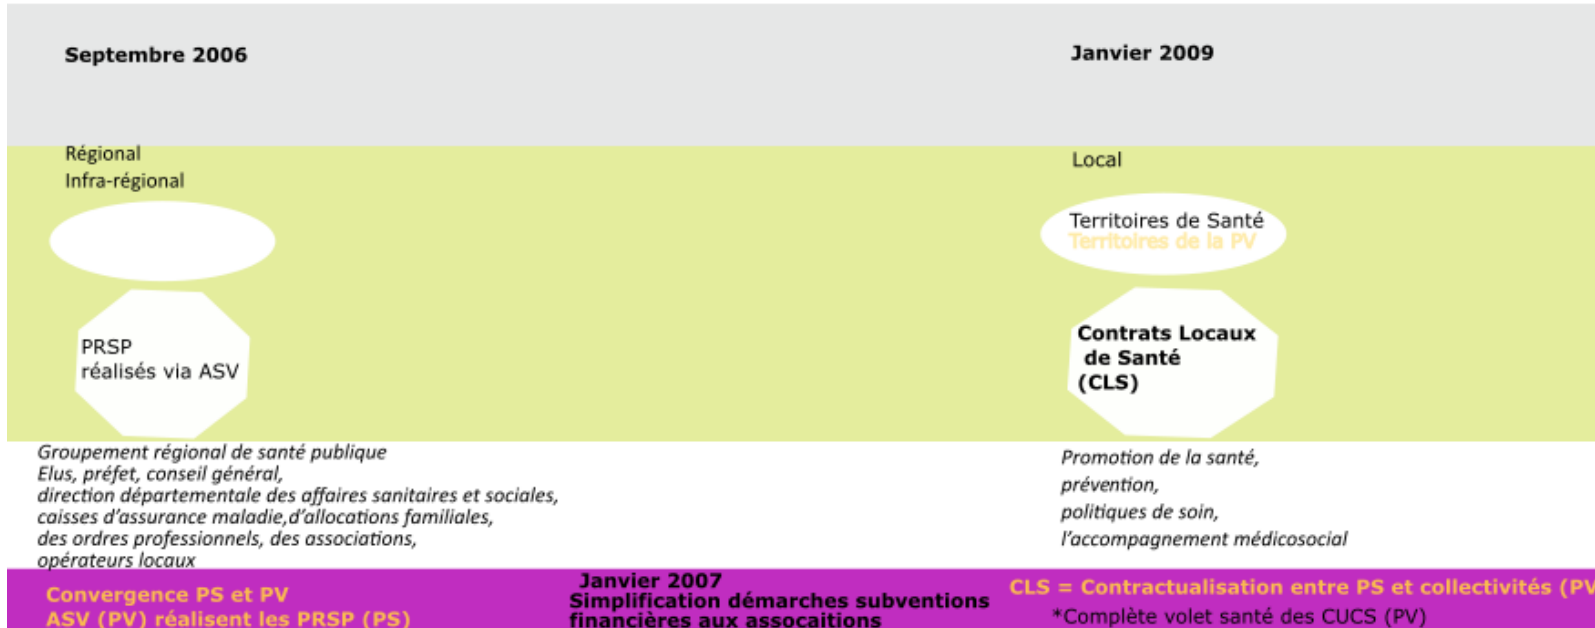 Septembre 2006
Janvier 2009
Régional
Infra-régional
Local
Territoires de Santé
Territoires de la PV
PRSP
réalisés via ASV
Contrats Locaux
de Santé
(CLS)
Groupement régional de santé publique
Elus, préfet, conseil général,
direction départementale des affaires sanitaires et sociales,
caisses d'assurance maladie,d'allocations familiales,
des ordres professionnels, des associations,
opérateurs locaux
Promotion de la santé,
prévention,
politiques de soin,
l'accompagnement médicosocial
Convergence PS et PV
ASV (PV) réalisent les PRSP (PS)
Janvier 2007
Simplification démarches subventions
financières aux assocaitions
CLS = Contractualisation entre PS et collectivités (PV
*Complète volet santé des CUCS (PV)